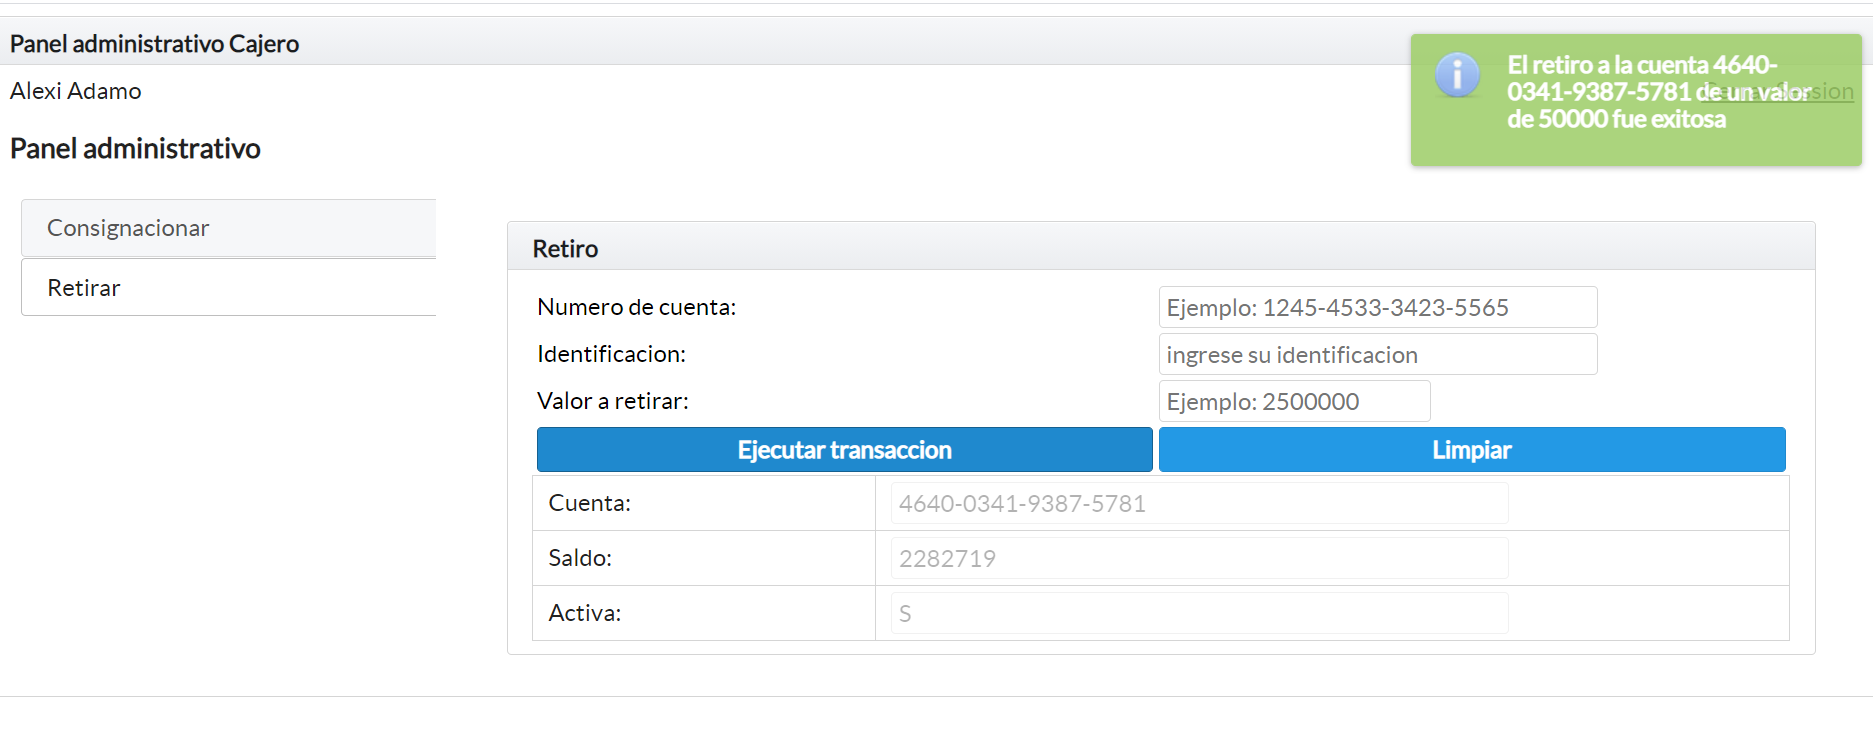 Panel administrativo Cajero
Alexi Adamo
El retiro a la cuenta 4640-
0341-9387-5781 de un valor
de 50000 fue exitosa
Panel administrativo
Consignacionar
Retirar
Retiro
Numero de cuenta:
Ejemplo: 1245-4533-3423-5565
Identificacion:
ingrese su identificacion
Valor a retirar:
Ejemplo: 2500000
Ejecutar transaccion
Limpiar
Cuenta:
4640-0341-9387-5781
Saldo:
2282719
Activa:
S